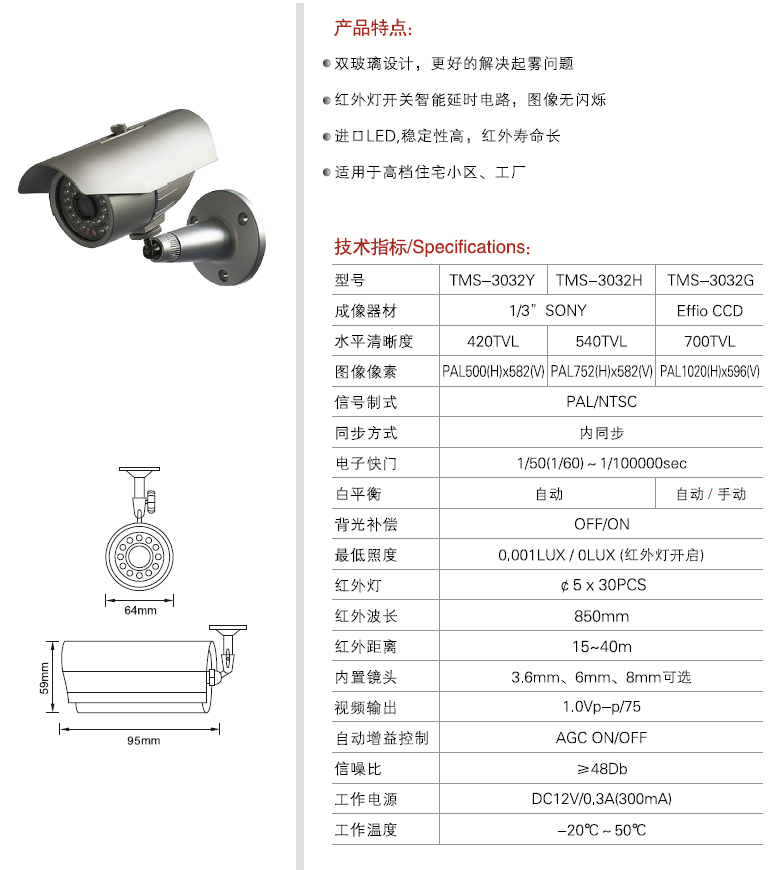 产品特点:
双玻璃设计，更好的解决起雾问题
红外灯开关智能延时电路，图像无闪烁
进口LED,稳定性高，红外寿命长
适用于高档住宅小区、工厂
技术指标/Specifications:
型号 TMS-3032Y TMS-3032H TMS-3032G
成像器材 1/3" SONY Effio CCD
水平清晰度 420TVL 540TVL 700TVL
图像像素 PAL500(H)x582(V) PAL752(H)x582(V) PAL1020(H)x596(V)
信号制式 PAL/NTSC
同步方式 内同步
电子快门 1/50(1/60) ~ 1/100000sec
白平衡 自动 自动 / 手动
背光补偿 OFF/ON
最低照度 0.001LUX / 0LUX (红外灯开启)
红外灯 ¢ 5 x 30PCS
红外波长 850mm
红外距离 15~40m
内置镜头 3.6mm、6mm、8mm可选
视频输出 1.0Vp-p/75
自动增益控制 AGC ON/OFF
信噪比 ≥48Db
工作电源 DC12V/0.3A(300mA)
工作温度 -20℃ ~ 50℃
64mm
59mm
95mm